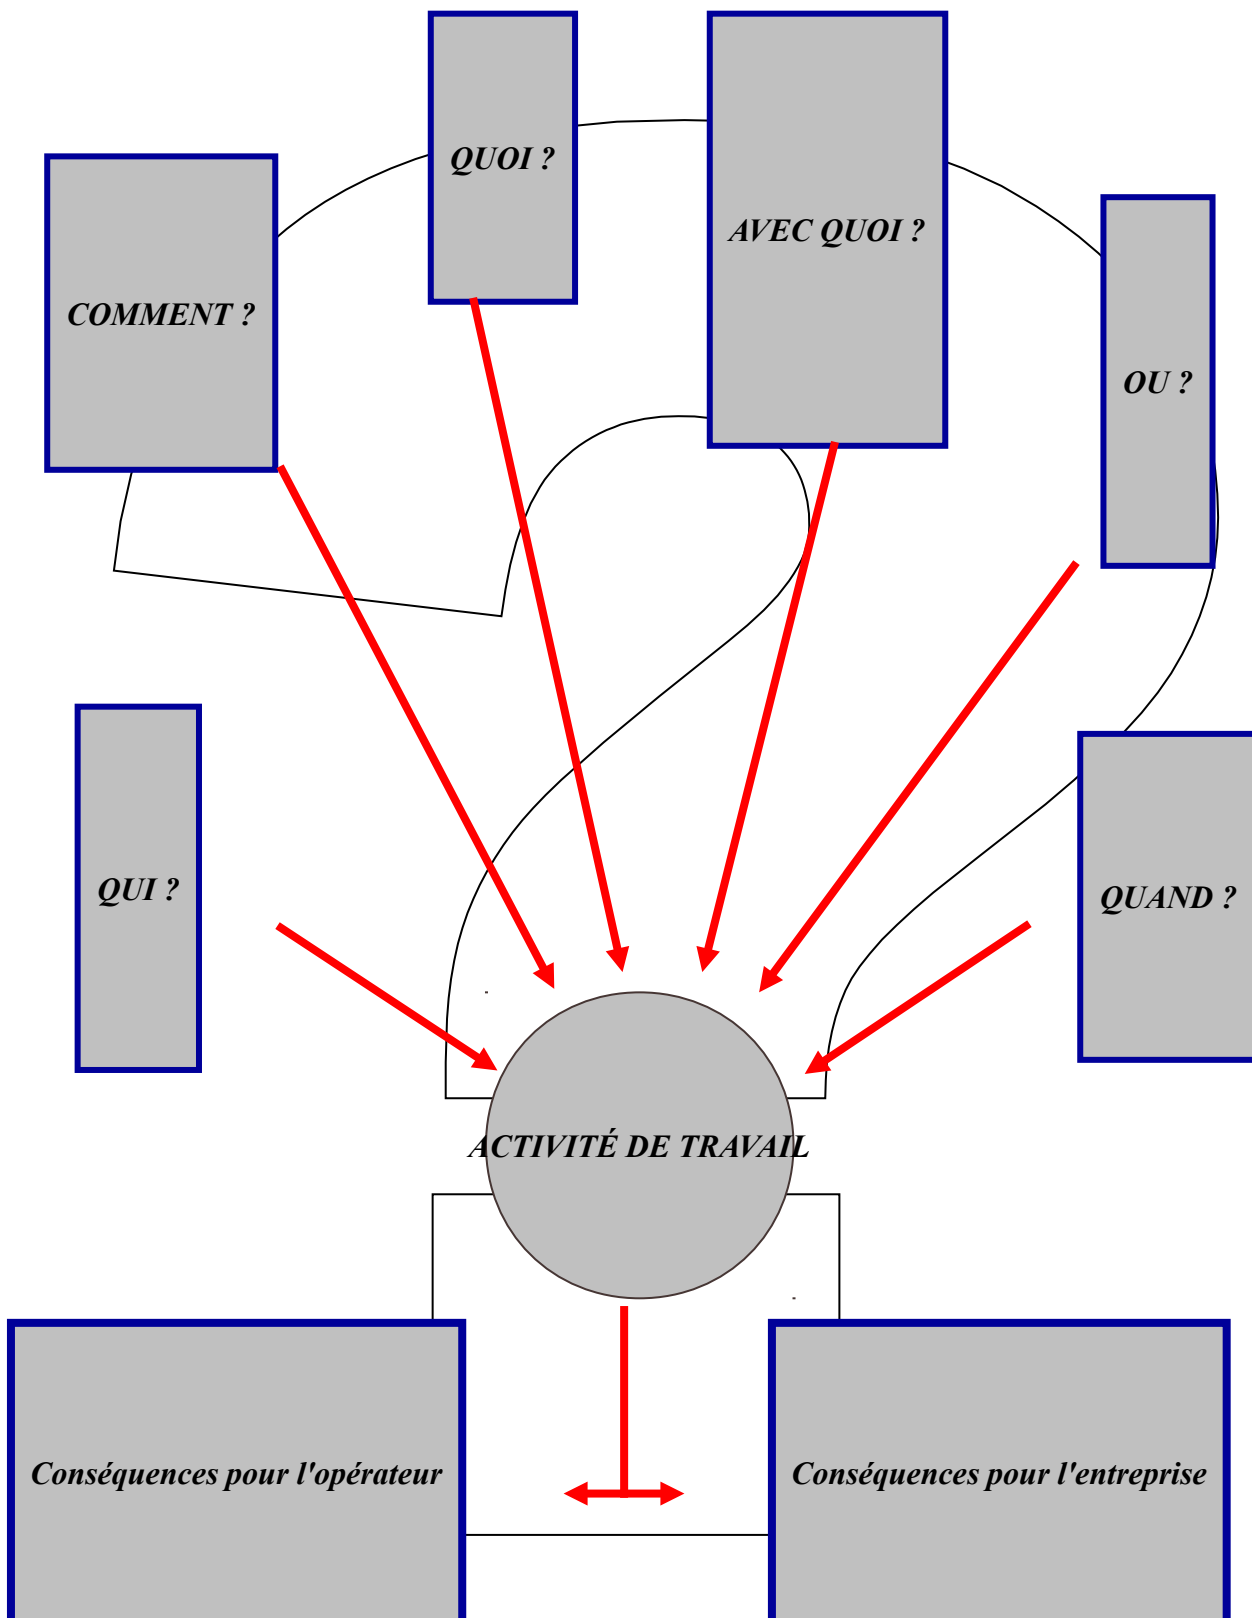 QUOI ?
AVEC QUOI ?
COMMENT ?
OU ?
QUI ?
QUAND ?
ACTIVITÉ DE TRAVAIL
Conséquences pour l'opérateur
Conséquences pour l'entreprise